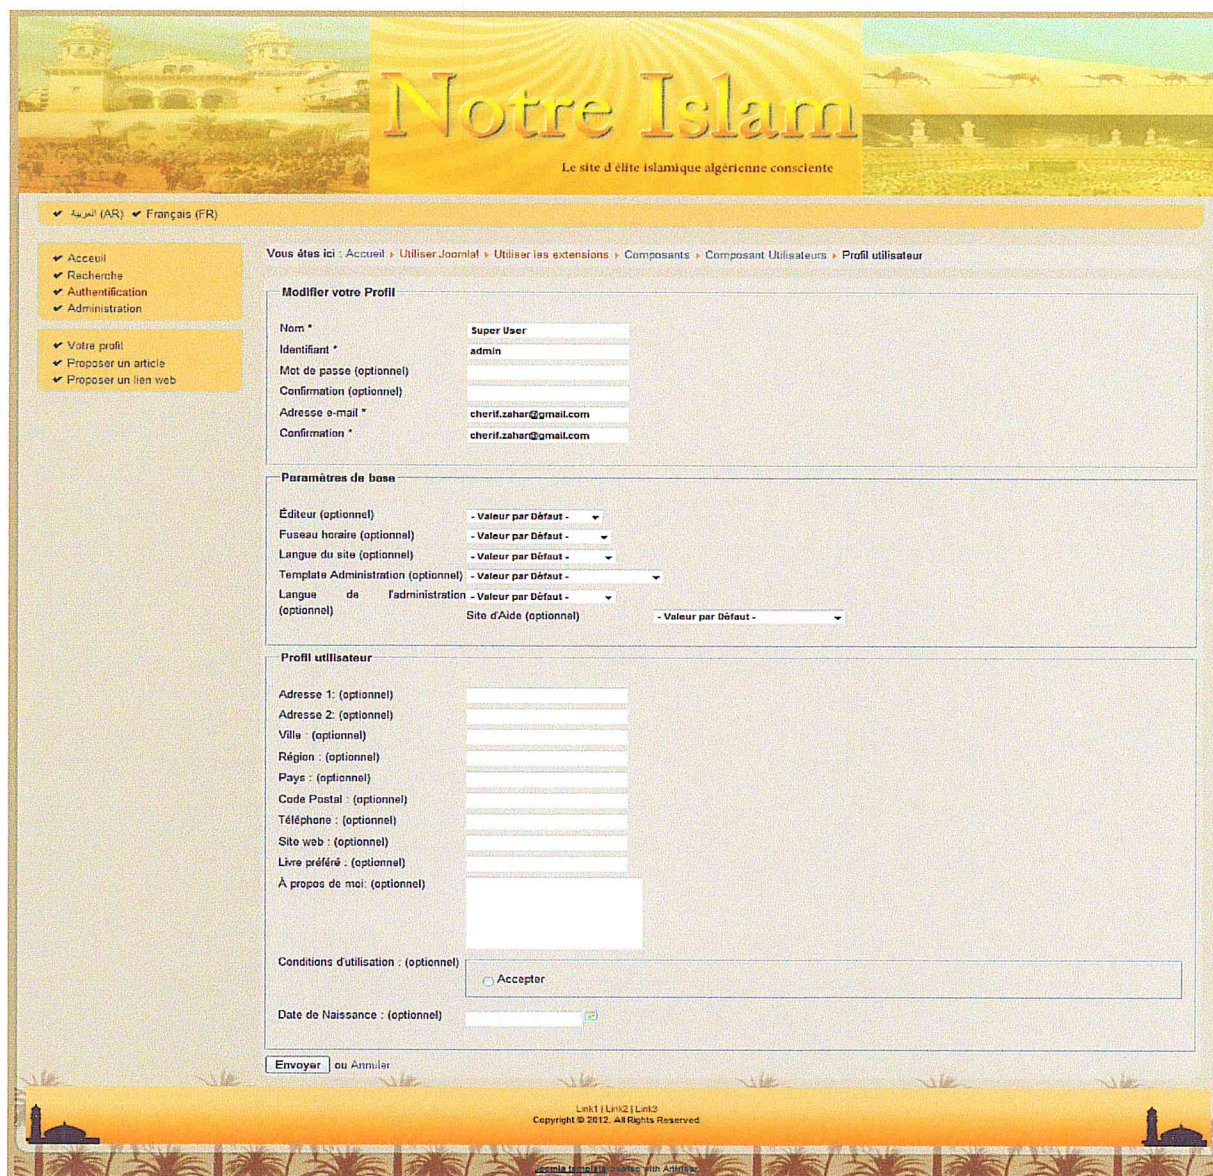 Notre Islam
Le site d'élite islamique algérienne consciente
العربية (AR) Français (FR)
Acceuil
Recherche
Authentification
Administration
Votre profil
Proposer un article
Proposer un lien web
Vous êtes ici : Accueil Utiliser Joomla! Utiliser les extensions Composants Composant Utilisateurs Profil utilisateur
Modifier votre Profil
Nom * Super User
Identifiant * admin
Mot de passe (optionnel)
Confirmation (optionnel)
Adresse e-mail * cherif.zahar@gmail.com
Confirmation * cherif.zahar@gmail.com
Paramètres de base
Éditeur (optionnel) - Valeur par Défaut -
Fuseau horaire (optionnel) - Valeur par Défaut -
Langue du site (optionnel) - Valeur par Défaut -
Template Administration (optionnel) - Valeur par Défaut -
Langue de l'administration - Valeur par Défaut -
(optionnel)
Site d'Aide (optionnel) - Valeur par Défaut -
Profil utilisateur
Adresse 1: (optionnel)
Adresse 2: (optionnel)
Ville : (optionnel)
Région : (optionnel)
Pays : (optionnel)
Code Postal : (optionnel)
Téléphone : (optionnel)
Site web : (optionnel)
Livre préféré : (optionnel)
À propos de moi: (optionnel)
Conditions d'utilisation : (optionnel)
Accepter
Date de Naissance : (optionnel)
Envoyer ou Annuler
Link1 | Link2 | Link3
Copyright © 2012. All Rights Reserved.
Joomla template created with Artisteer.